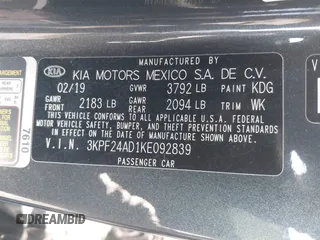 MANUFACTURED BY
KIA KIA MOTORS MEXICO S.A. DE C.V.
02/19 GVWR 3792 LB PAINT KDG
GAWR FRONT 2183 LB GAWR REAR 2094 LB TRIM WK
THIS VEHICLE CONFORMS TO ALL APPLICABLE
FEDERAL MOTOR VEHICLE SAFETY, BUMPER, AND
THEFT PREVENTION STANDARDS IN EFFECT ON THE
DATE OF MANUFACTURE SHOWN ABOVE.
V.I.N. 3KPF24AD1KE092839
PASSENGER CAR
7610
DREAMBID